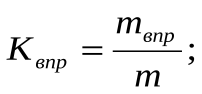 K_впр = m_впр / m ;